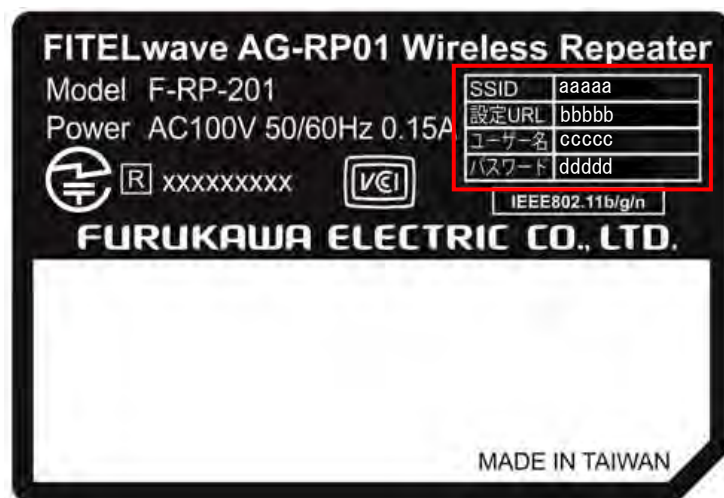 FITELwave AG-RP01 Wireless Repeater
Model F-RP-201
Power AC100V 50/60Hz 0.15A
SSID aaaaa
設定URL bbbbb
ユーザー名 ccccc
パスワード ddddd
R xxxxxxxxx
VCI
IEEE802.11b/g/n
FURUKAWA ELECTRIC CO., LTD.
MADE IN TAIWAN